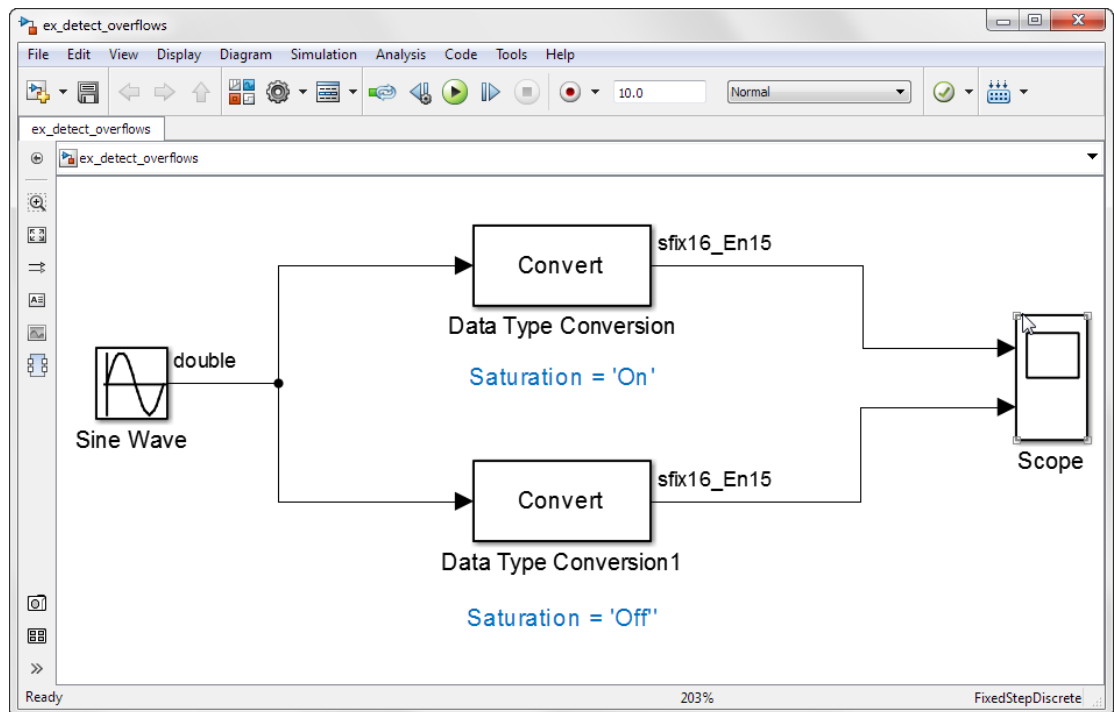 ex_detect_overflows
File Edit View Display Diagram Simulation Analysis Code Tools Help
10.0 Normal
ex_detect_overflows
ex_detect_overflows
sfix16_En15
Convert
Data Type Conversion
double
Saturation = 'On'
Sine Wave
Scope
sfix16_En15
Convert
Data Type Conversion1
Saturation = 'Off''
Ready 203% FixedStepDiscrete